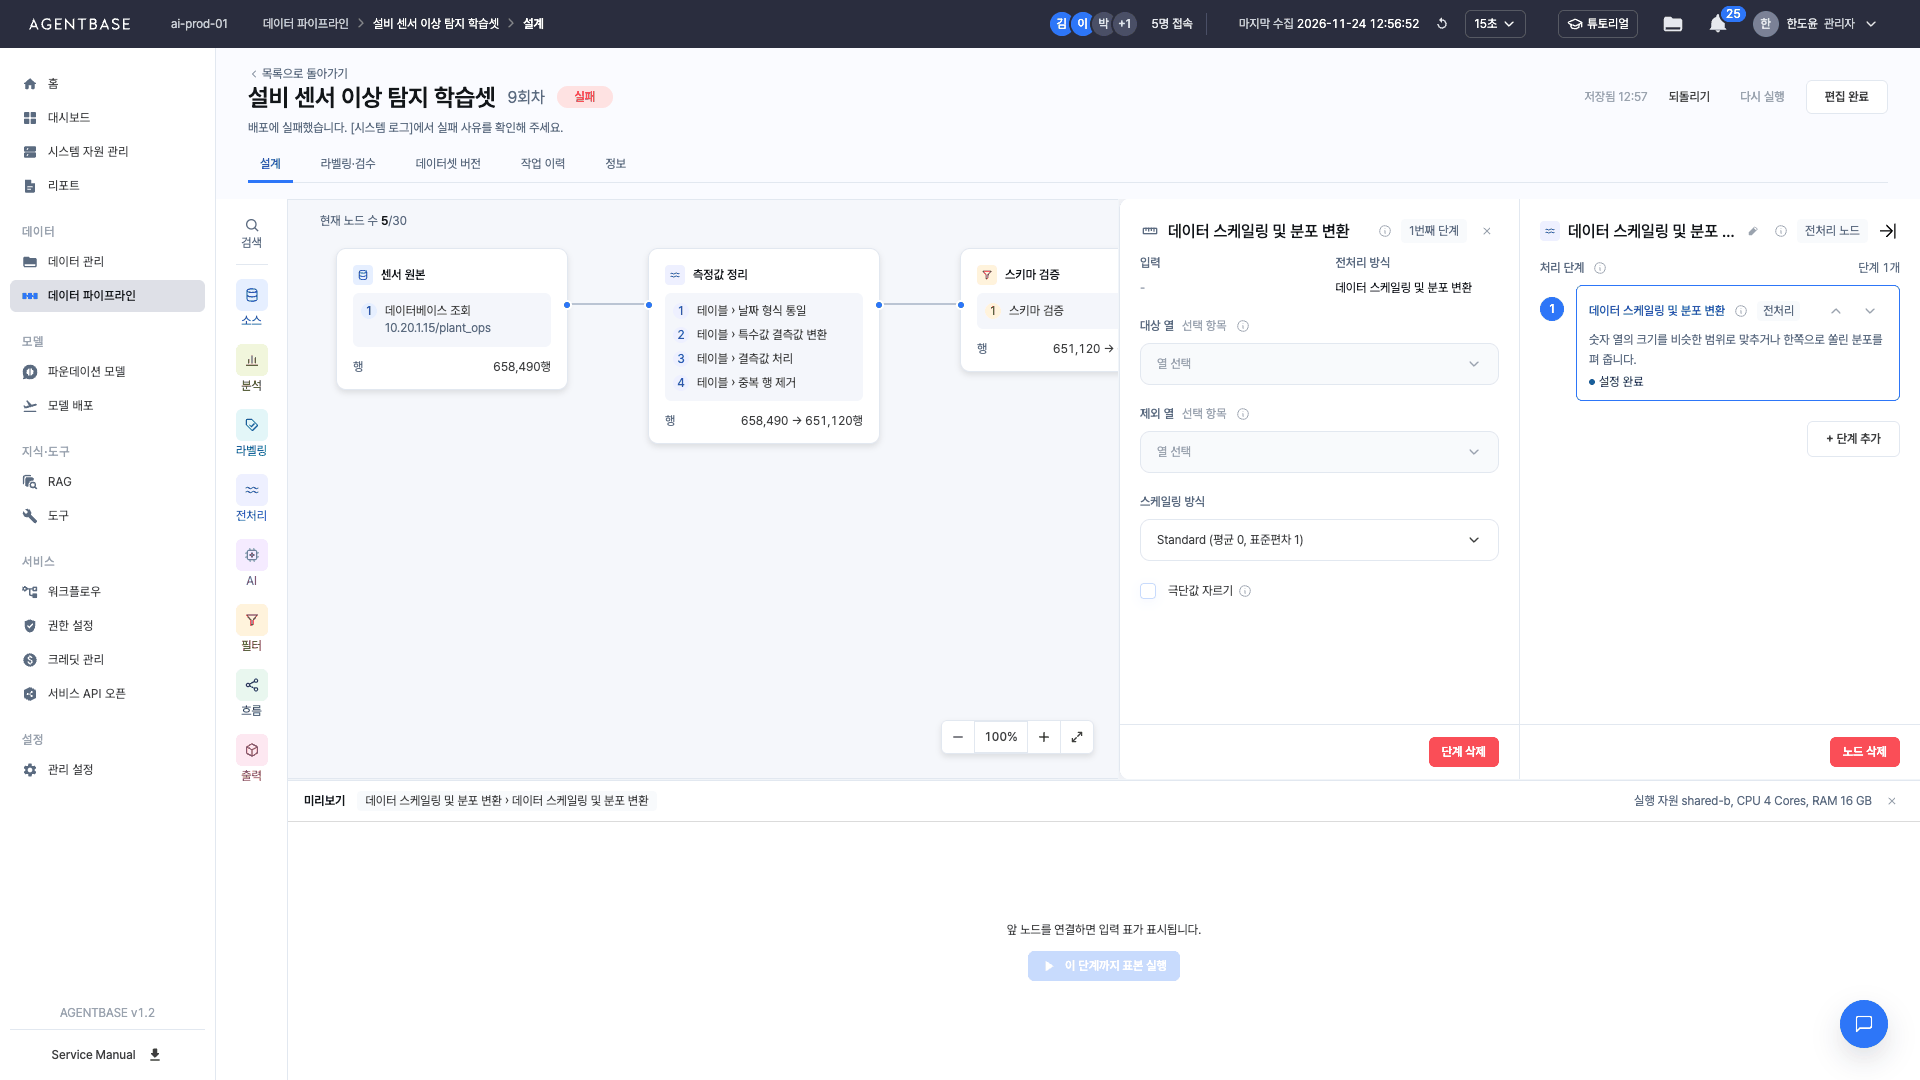 AGENTBASE
ai-prod-01
데이터 파이프라인 > 설비 센서 이상 탐지 학습셋 > 설계
김 이 박 +1 5명 접속
마지막 수집 2026-11-24 12:56:52
15초
튜토리얼
25
한 한도윤 관리자
홈
대시보드
시스템 자원 관리
리포트
데이터
데이터 관리
데이터 파이프라인
모델
파운데이션 모델
모델 배포
지식·도구
RAG
도구
서비스
워크플로우
권한 설정
크레딧 관리
서비스 API 오픈
설정
관리 설정
AGENTBASE v1.2
Service Manual
목록으로 돌아가기
설비 센서 이상 탐지 학습셋 9회차 실패
배포에 실패했습니다. [시스템 로그]에서 실패 사유를 확인해 주세요.
저장됨 12:57 되돌리기 다시 실행 편집 완료
설계 라벨링·검수 데이터셋 버전 작업 이력 정보
검색
소스
분석
라벨링
전처리
AI
필터
흐름
출력
현재 노드 수 5/30
센서 원본
1 데이터베이스 조회
10.20.1.15/plant_ops
행 658,490행
측정값 정리
1 테이블 › 날짜 형식 통일
2 테이블 › 특수값 결측값 변환
3 테이블 › 결측값 처리
4 테이블 › 중복 행 제거
행 658,490 → 651,120행
스키마 검증
1 스키마 검증
행 651,120 →
100%
데이터 스케일링 및 분포 변환 1번째 단계
입력 전처리 방식
- 데이터 스케일링 및 분포 변환
대상 열 선택 항목
열 선택
제외 열 선택 항목
열 선택
스케일링 방식
Standard (평균 0, 표준편차 1)
극단값 자르기
단계 삭제
데이터 스케일링 및 분포 ... 전처리 노드
처리 단계 단계 1개
1 데이터 스케일링 및 분포 변환 전처리
숫자 열의 크기를 비슷한 범위로 맞추거나 한쪽으로 쏠린 분포를
펴 줍니다.
설정 완료
+ 단계 추가
노드 삭제
미리보기 데이터 스케일링 및 분포 변환 › 데이터 스케일링 및 분포 변환
실행 자원 shared-b, CPU 4 Cores, RAM 16 GB
앞 노드를 연결하면 입력 표가 표시됩니다.
이 단계까지 표본 실행